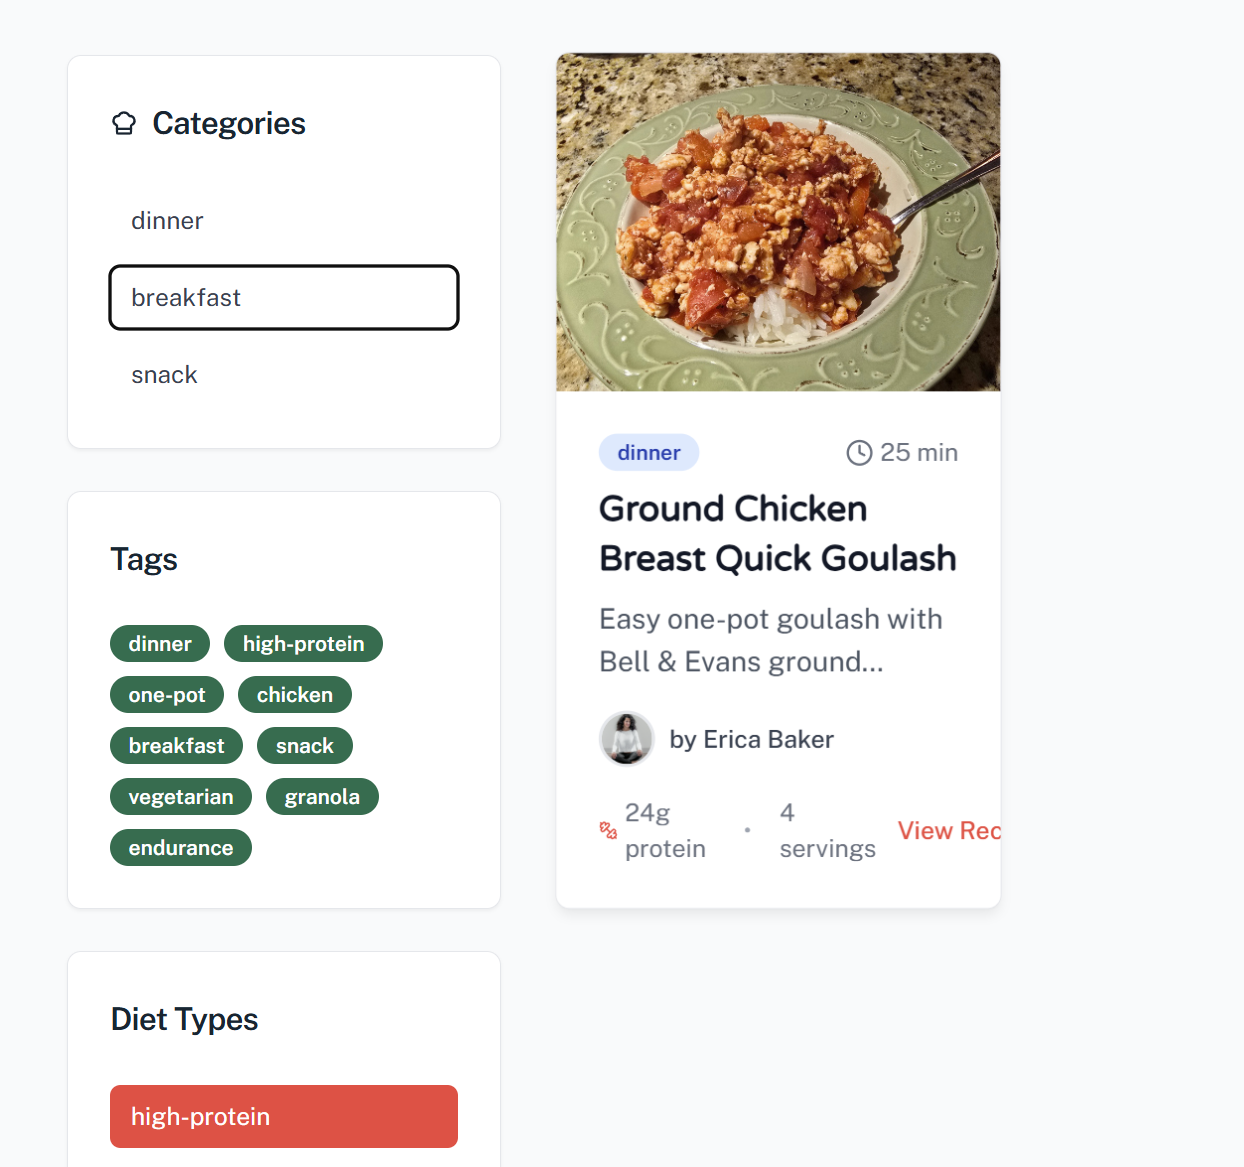 Categories
dinner
breakfast
snack
Tags
dinner high-protein
one-pot chicken
breakfast snack
vegetarian granola
endurance
Diet Types
high-protein
dinner 25 min
Ground Chicken
Breast Quick Goulash
Easy one-pot goulash with
Bell & Evans ground...
by Erica Baker
24g
protein
•
4
servings
View Rec